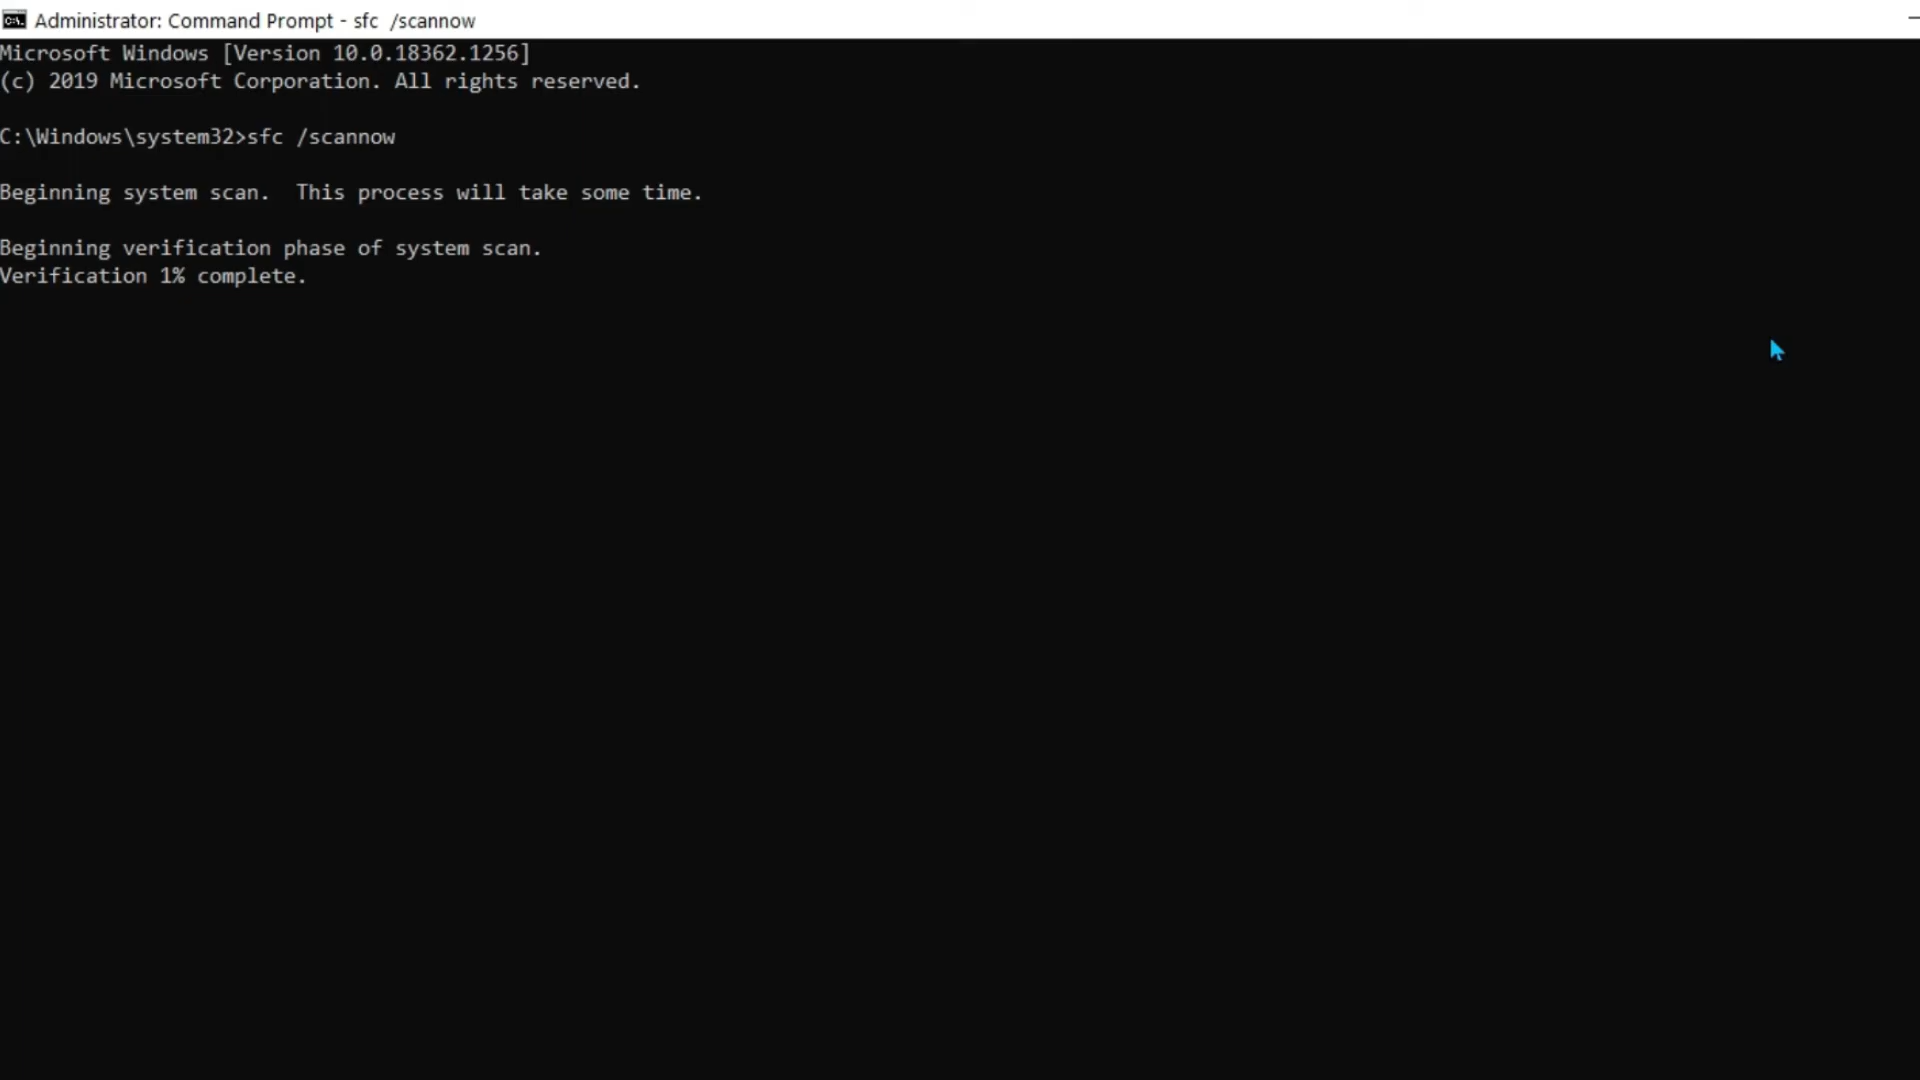 Administrator: Command Prompt - sfc  /scannow
Microsoft Windows [Version 10.0.18362.1256]
(c) 2019 Microsoft Corporation. All rights reserved.
C:\Windows\system32>sfc /scannow
Beginning system scan.  This process will take some time.
Beginning verification phase of system scan.
Verification 1% complete.